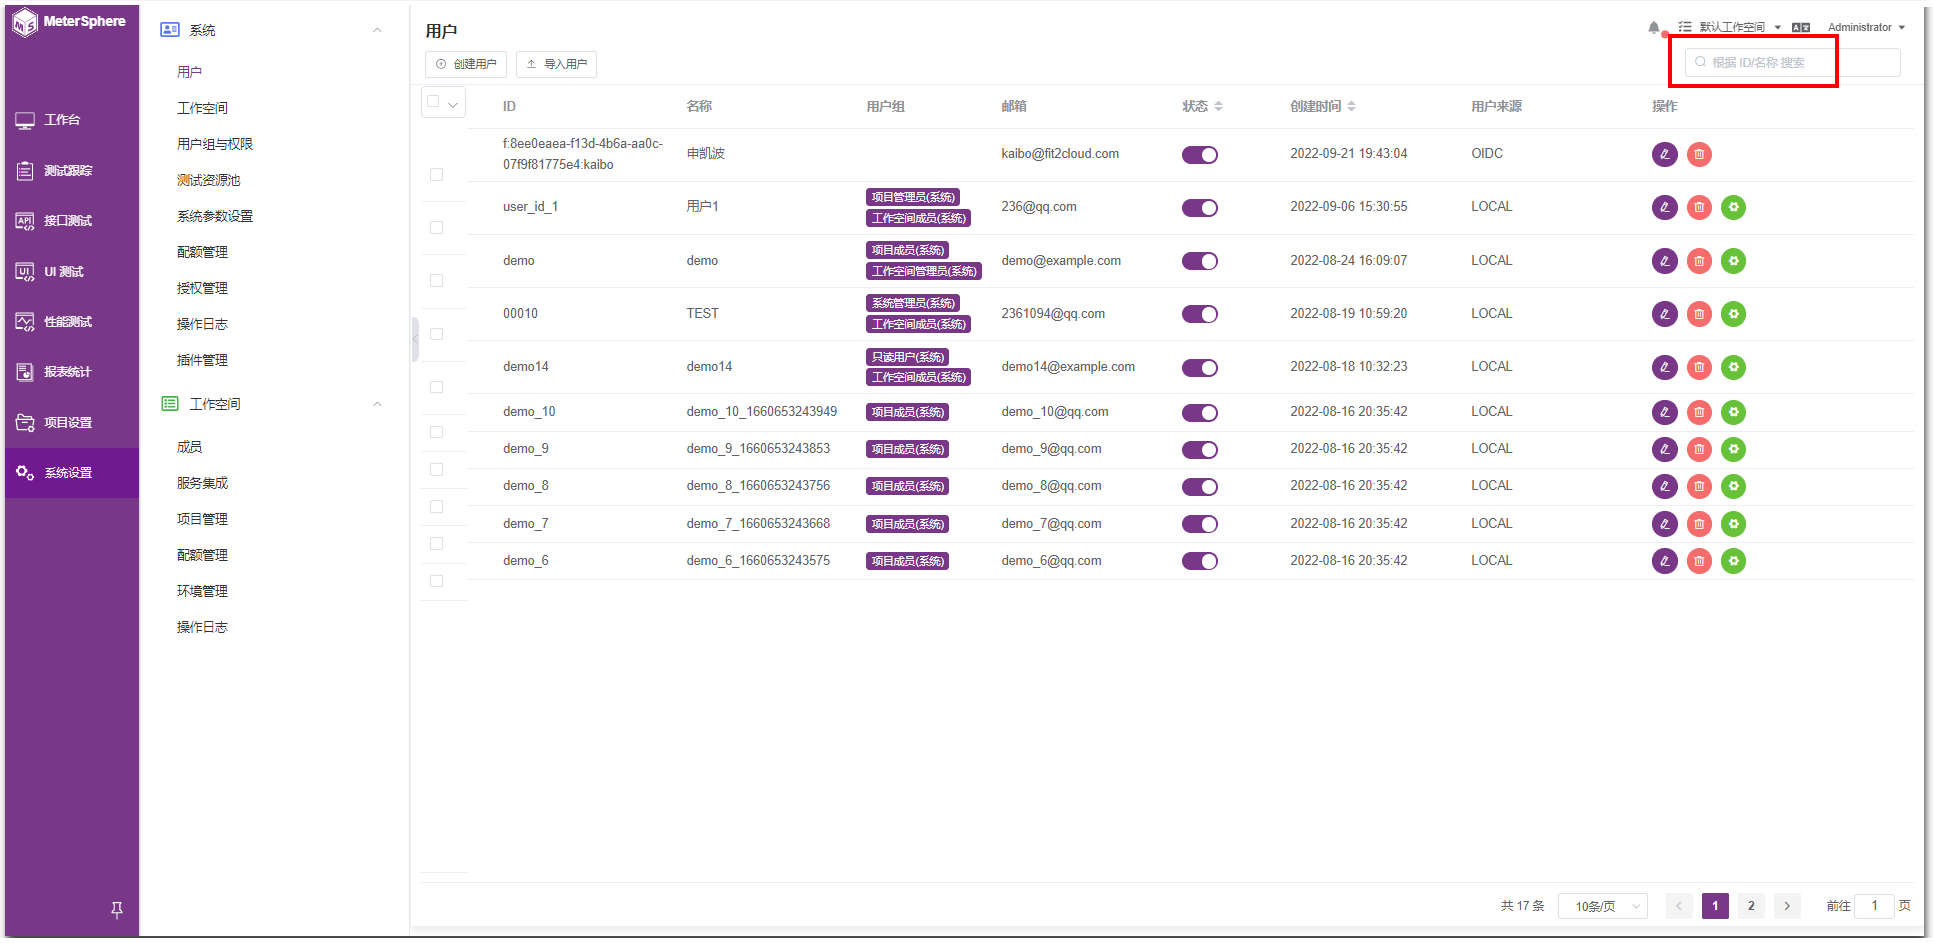 MeterSphere
工作台
测试跟踪
接口测试
UI 测试
性能测试
报表统计
项目设置
系统设置
系统
用户
工作空间
用户组与权限
测试资源池
系统参数设置
配额管理
授权管理
操作日志
插件管理
工作空间
成员
服务集成
项目管理
配额管理
环境管理
操作日志
用户
默认工作空间 Administrator
创建用户 导入用户
根据 ID/名称 搜索
ID 名称 用户组 邮箱 状态 创建时间 用户来源 操作
f:8ee0eaea-f13d-4b6a-aa0c-
07f9f81775e4:kaibo 申凯波 kaibo@fit2cloud.com 2022-09-21 19:43:04 OIDC
user_id_1 用户1 项目管理员(系统) 工作空间成员(系统) 236@qq.com 2022-09-06 15:30:55 LOCAL
demo demo 项目成员(系统) 工作空间管理员(系统) demo@example.com 2022-08-24 16:09:07 LOCAL
00010 TEST 系统管理员(系统) 工作空间成员(系统) 2361094@qq.com 2022-08-19 10:59:20 LOCAL
demo14 demo14 只读用户(系统) 工作空间成员(系统) demo14@example.com 2022-08-18 10:32:23 LOCAL
demo_10 demo_10_1660653243949 项目成员(系统) demo_10@qq.com 2022-08-16 20:35:42 LOCAL
demo_9 demo_9_1660653243853 项目成员(系统) demo_9@qq.com 2022-08-16 20:35:42 LOCAL
demo_8 demo_8_1660653243756 项目成员(系统) demo_8@qq.com 2022-08-16 20:35:42 LOCAL
demo_7 demo_7_1660653243668 项目成员(系统) demo_7@qq.com 2022-08-16 20:35:42 LOCAL
demo_6 demo_6_1660653243575 项目成员(系统) demo_6@qq.com 2022-08-16 20:35:42 LOCAL
共 17 条 10条/页 1 2 前往 1 页